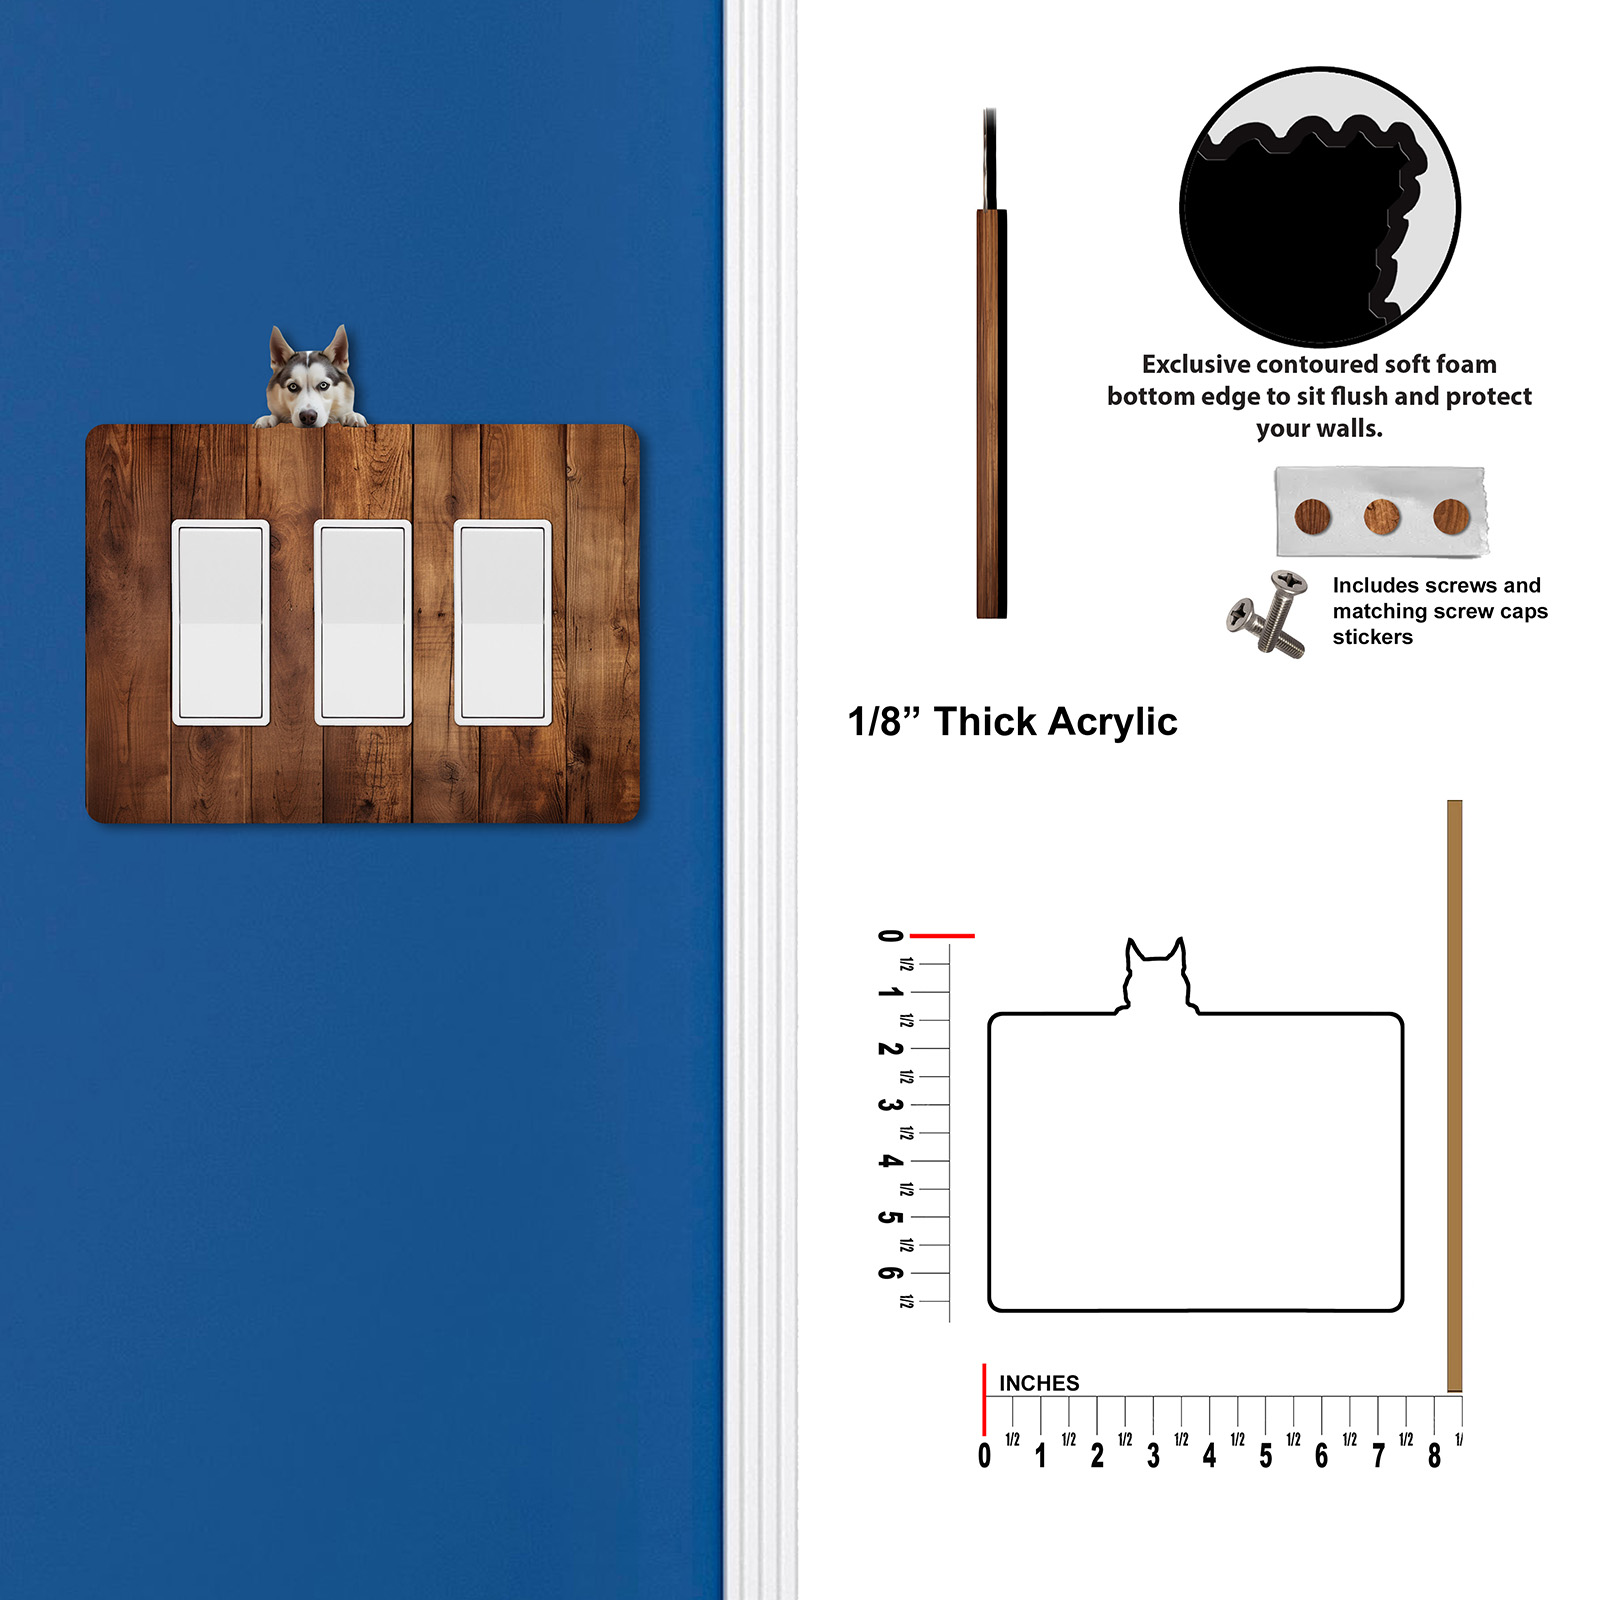 Exclusive contoured soft foam
bottom edge to sit flush and protect
your walls.
Includes screws and
matching screw caps
stickers
1/8” Thick Acrylic
0
1/2
1
1/2
2
1/2
3
1/2
4
1/2
5
1/2
6
1/2
INCHES
0 1/2 1 1/2 2 1/2 3 1/2 4 1/2 5 1/2 6 1/2 7 1/2 8 1/